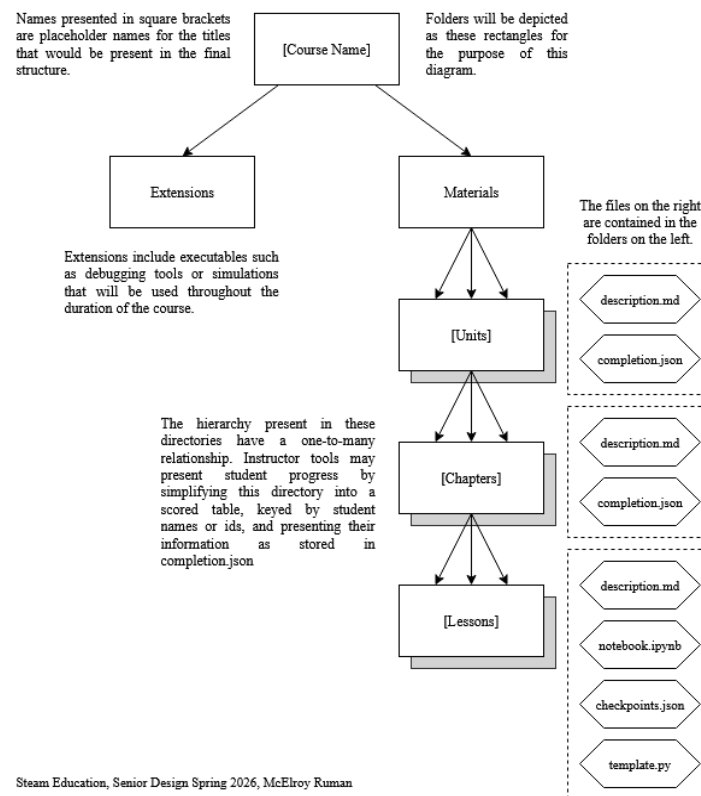 Names presented in square brackets
are placeholder names for the titles
that would be present in the final
structure.
[Course Name]
Folders will be depicted
as these rectangles for
the purpose of this
diagram.
Extensions
Materials
The files on the right
are contained in the
folders on the left.
Extensions include executables such
as debugging tools or simulations
that will be used throughout the
duration of the course.
description.md
[Units]
completion.json
The hierarchy present in these
directories have a one-to-many
relationship. Instructor tools may
present student progress by
simplifying this directory into a
scored table, keyed by student
names or ids, and presenting their
information as stored in
completion.json
description.md
[Chapters]
completion.json
description.md
[Lessons]
notebook.ipynb
checkpoints.json
template.py
Steam Education, Senior Design Spring 2026, McElroy Ruman